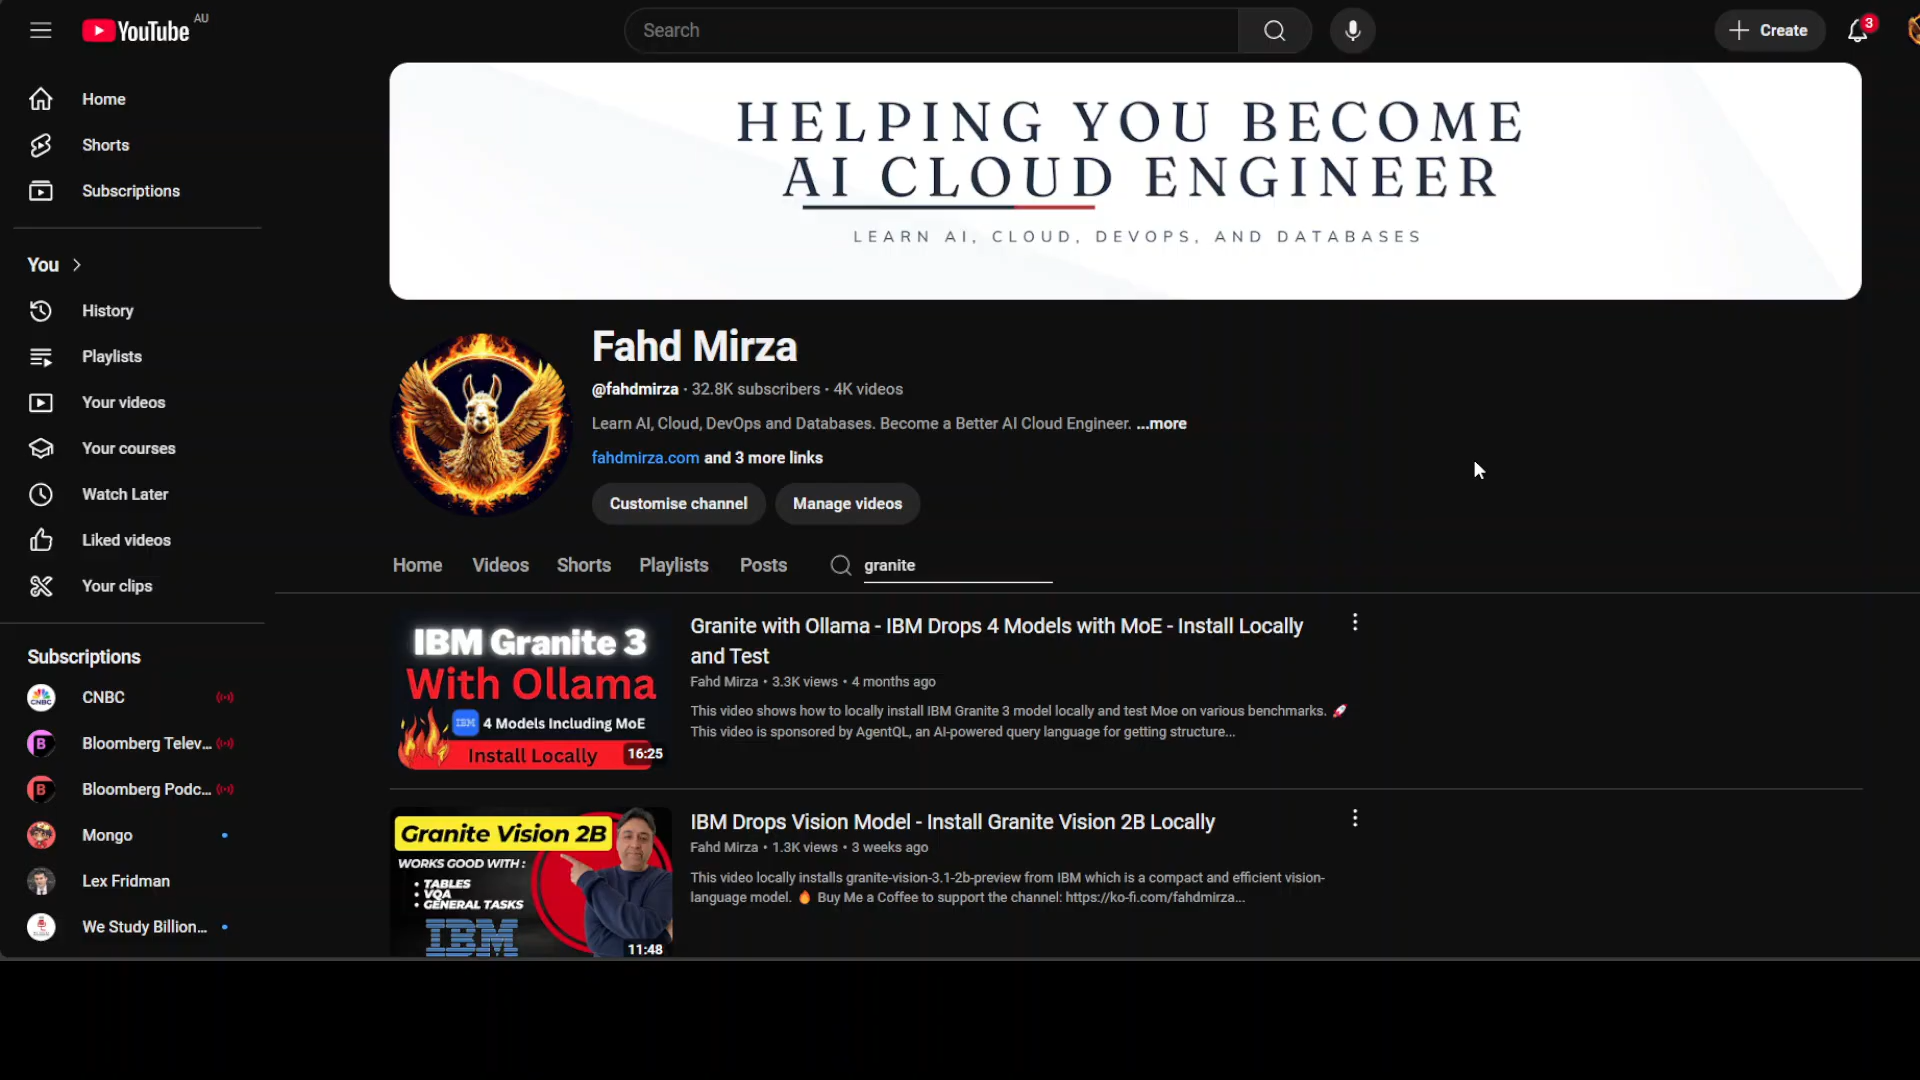 YouTube AU
Search
Create
3
Home
Shorts
Subscriptions
You
History
Playlists
Your videos
Your courses
Watch Later
Liked videos
Your clips
Subscriptions
CNBC
Bloomberg Telev...
Bloomberg Podc...
Mongo
Lex Fridman
We Study Billion...
HELPING YOU BECOME
AI CLOUD ENGINEER
LEARN AI, CLOUD, DEVOPS, AND DATABASES
Fahd Mirza
@fahdmirza · 32.8K subscribers · 4K videos
Learn AI, Cloud, DevOps and Databases. Become a Better AI Cloud Engineer. ...more
fahdmirza.com and 3 more links
Customise channel Manage videos
Home Videos Shorts Playlists Posts granite
IBM Granite 3
With Ollama
IBM 4 Models Including MoE
Install Locally 16:25
Granite with Ollama - IBM Drops 4 Models with MoE - Install Locally
and Test
Fahd Mirza • 3.3K views • 4 months ago
This video shows how to locally install IBM Granite 3 model locally and test Moe on various benchmarks. 🚀
This video is sponsored by AgentQL, an AI-powered query language for getting structure...
Granite Vision 2B
WORKS GOOD WITH :
• TABLES
• VQA
• GENERAL TASKS
IBM
11:48
IBM Drops Vision Model - Install Granite Vision 2B Locally
Fahd Mirza • 1.3K views • 3 weeks ago
This video locally installs granite-vision-3.1-2b-preview from IBM which is a compact and efficient vision-
language model. 🔥 Buy Me a Coffee to support the channel: https://ko-fi.com/fahdmirza...